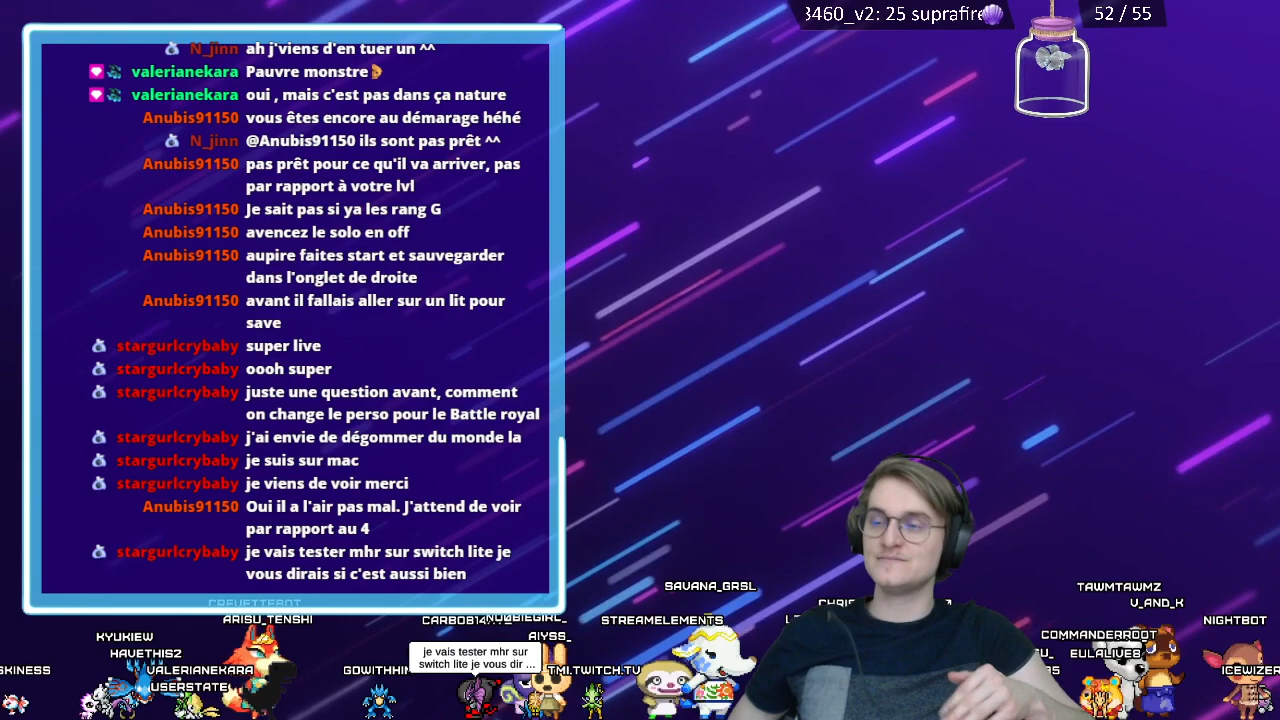 3460_v2: 25 suprafire
52 / 55
N_jinn ah j'viens d'en tuer un ^^
valerianekara Pauvre monstre
valerianekara oui , mais c'est pas dans ça nature
Anubis91150 vous êtes encore au démarage héhé
N_jinn @Anubis91150 ils sont pas prêt ^^
Anubis91150 pas prêt pour ce qu'il va arriver, pas
par rapport à votre lvl
Anubis91150 Je sait pas si ya les rang G
Anubis91150 avencez le solo en off
Anubis91150 aupire faites start et sauvegarder
dans l'onglet de droite
Anubis91150 avant il fallais aller sur un lit pour
save
stargurlcrybaby super live
stargurlcrybaby oooh super
stargurlcrybaby juste une question avant, comment
on change le perso pour le Battle royal
stargurlcrybaby j'ai envie de dégommer du monde la
stargurlcrybaby je suis sur mac
stargurlcrybaby je viens de voir merci
Anubis91150 Oui il a l'air pas mal. J'attend de voir
par rapport au 4
stargurlcrybaby je vais tester mhr sur switch lite je
vous dirais si c'est aussi bien
CREVETTEBOT
SAVANA_GRSL
TAWMTAWMZ
V_AND_K
ARISU_TENSHI
STREAMELEMENTS
NIGHTBOT
KYUKIEW
AIYSS_
COMMANDERROOT
HAVETHIS2
je vais tester mhr sur
switch lite je vous dir ...
EULALIVE8
SKINESS
VALERIANEKARA
GOWITHIN
TMI.TWITCH.TV
ICEWIZER
USERSTATE